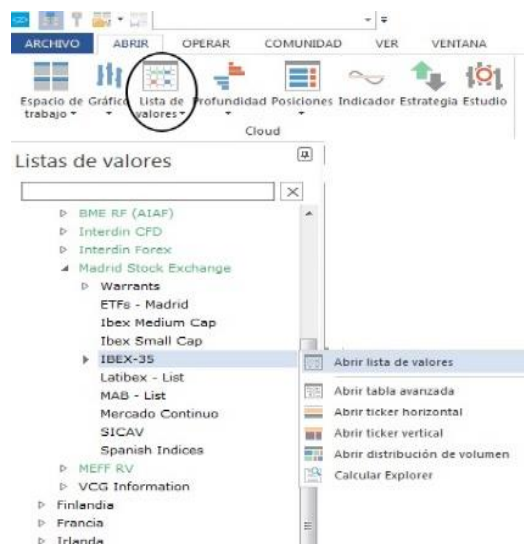 ARCHIVO ABRIR OPERAR COMUNIDAD VER VENTANA
Espacio de trabajo
Gráfico
Lista de valores
Profundidad
Posiciones
Indicador
Estrategia
Estudio
Cloud
Listas de valores
BME RF (AIAF)
Interdin CFD
Interdin Forex
Madrid Stock Exchange
Warrants
ETFs - Madrid
Ibex Medium Cap
Ibex Small Cap
IBEX-35
Latibex - List
MAB - List
Mercado Continuo
SICAV
Spanish Indices
MEFF RV
VCG Information
Finlandia
Francia
Irlanda
Abrir lista de valores
Abrir tabla avanzada
Abrir ticker horizontal
Abrir ticker vertical
Abrir distribución de volumen
Calcular Explorer